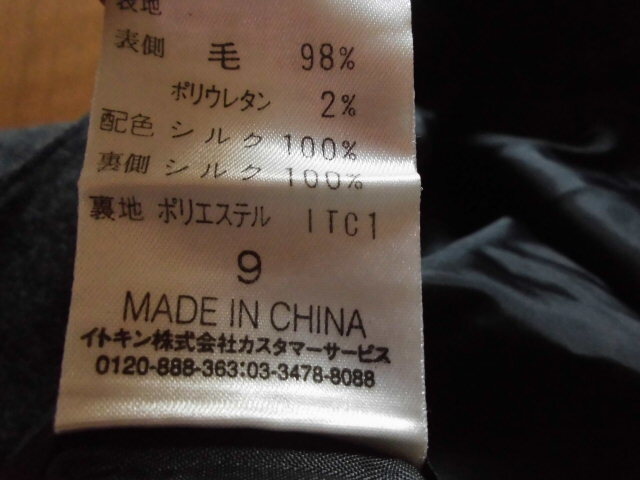 表地
表側 毛 98%
ポリウレタン 2%
配色 シルク 100%
裏側 シルク 100%
裏地 ポリエステル ITC1
9
MADE IN CHINA
イトキン株式会社カスタマーサービス
0120-888-363:03-3478-8088